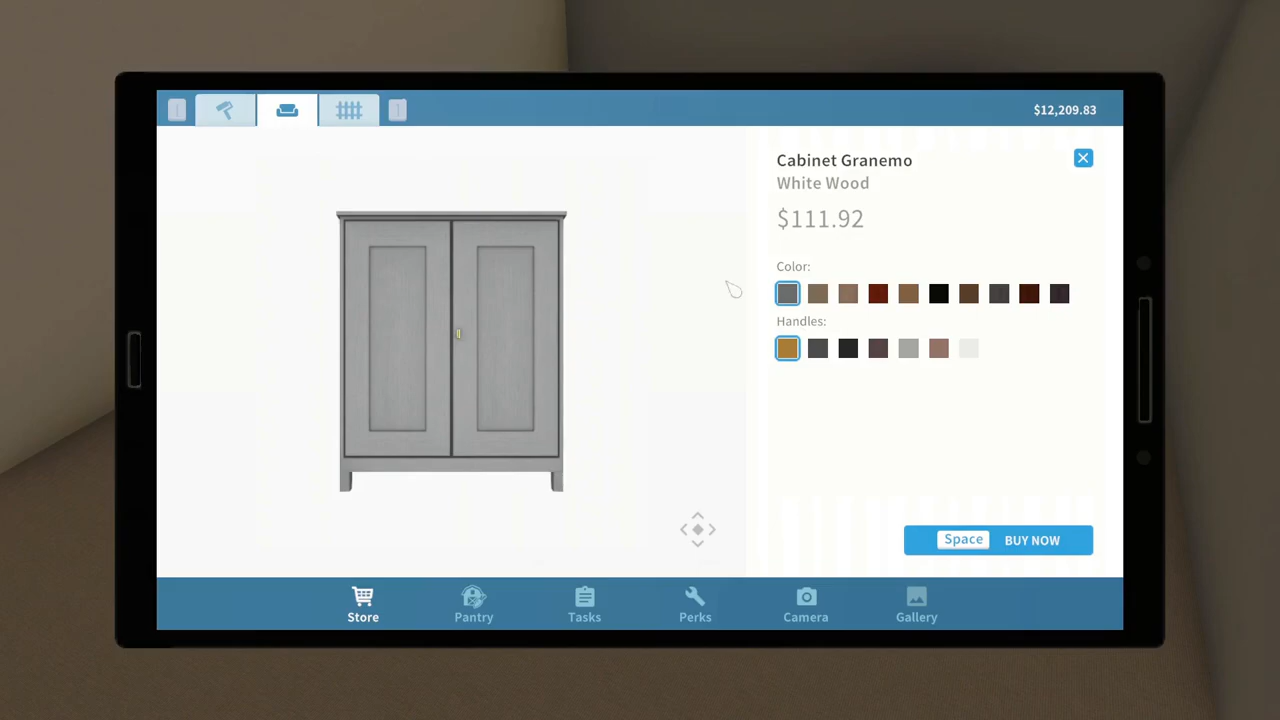 $12,209.83
Cabinet Granemo
White Wood
$111.92
Color:
Handles:
Space BUY NOW
Store
Pantry
Tasks
Perks
Camera
Gallery